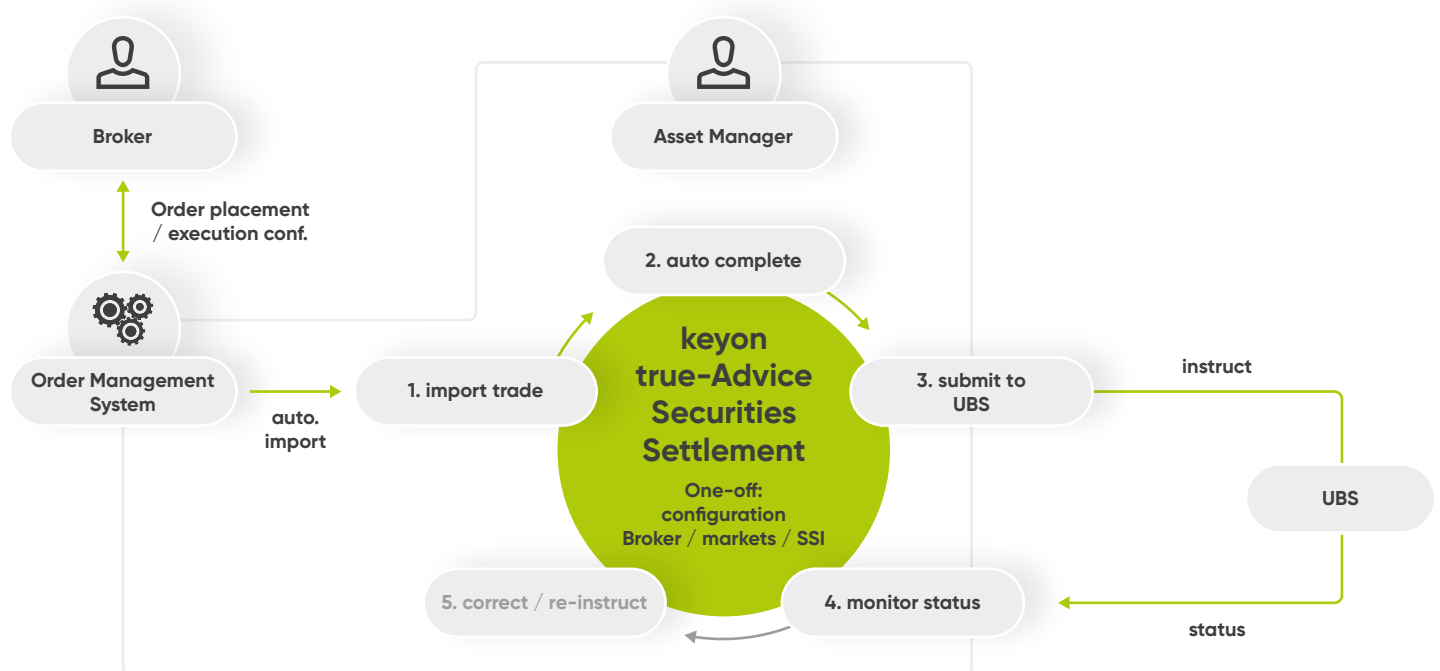 Broker
Asset Manager
Order placement
/ execution conf.
2. auto complete
keyon
true-Advice
Securities
Settlement
One-off:
configuration
Broker / markets / SSI
Order Management
System
auto.
import
1. import trade
3. submit to
UBS
instruct
UBS
5. correct / re-instruct
4. monitor status
status